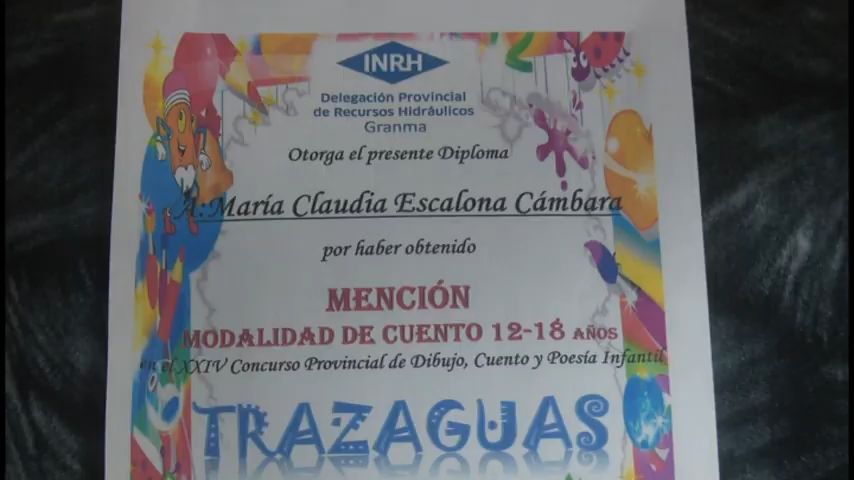 INRH
Delegación Provincial
de Recursos Hidráulicos
Granma
Otorga el presente Diploma
A: María Claudia Escalona Cámbara
por haber obtenido
MENCIÓN
MODALIDAD DE CUENTO 12-18 AÑOS
en el XXIV Concurso Provincial de Dibujo, Cuento y Poesía Infantil
TRAZAGUAS